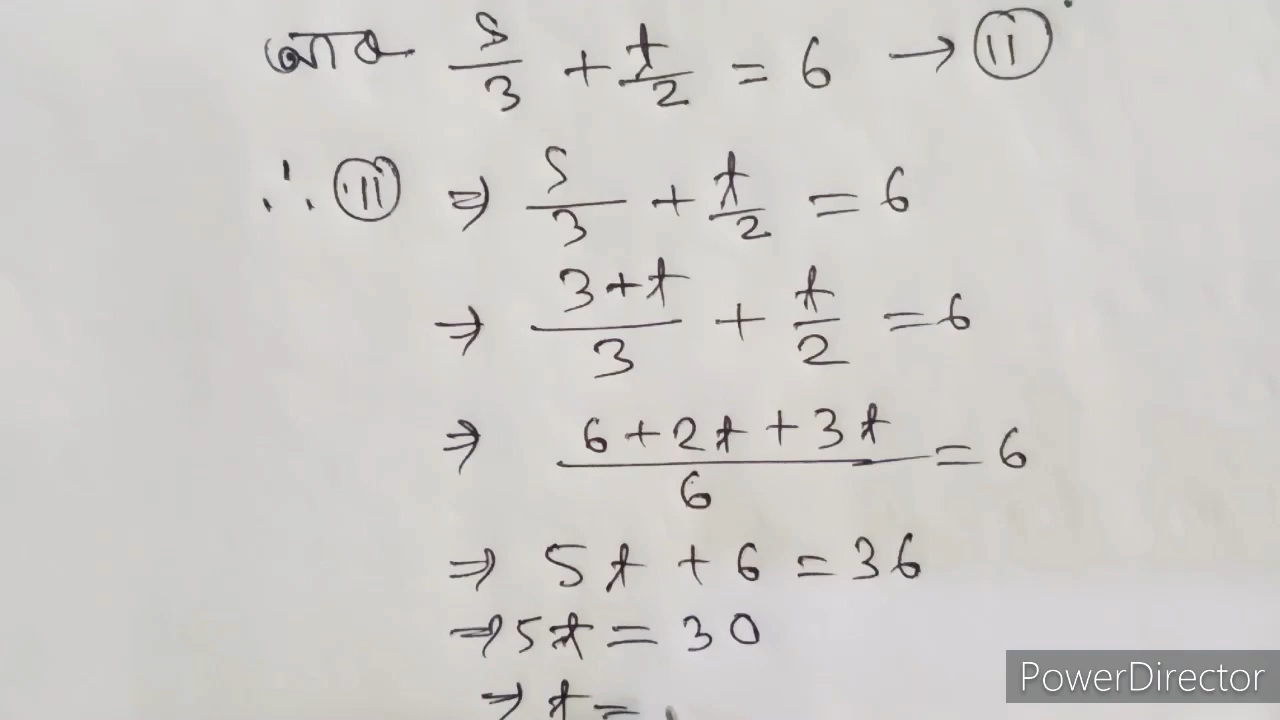 আৰু s/3 + t/2 = 6 → (ii)
∴ (ii) ⇒ s/3 + t/2 = 6
⇒ (3+t)/3 + t/2 = 6
⇒ (6+2t+3t)/6 = 6
⇒ 5t + 6 = 36
⇒ 5t = 30
⇒ t =
PowerDirector